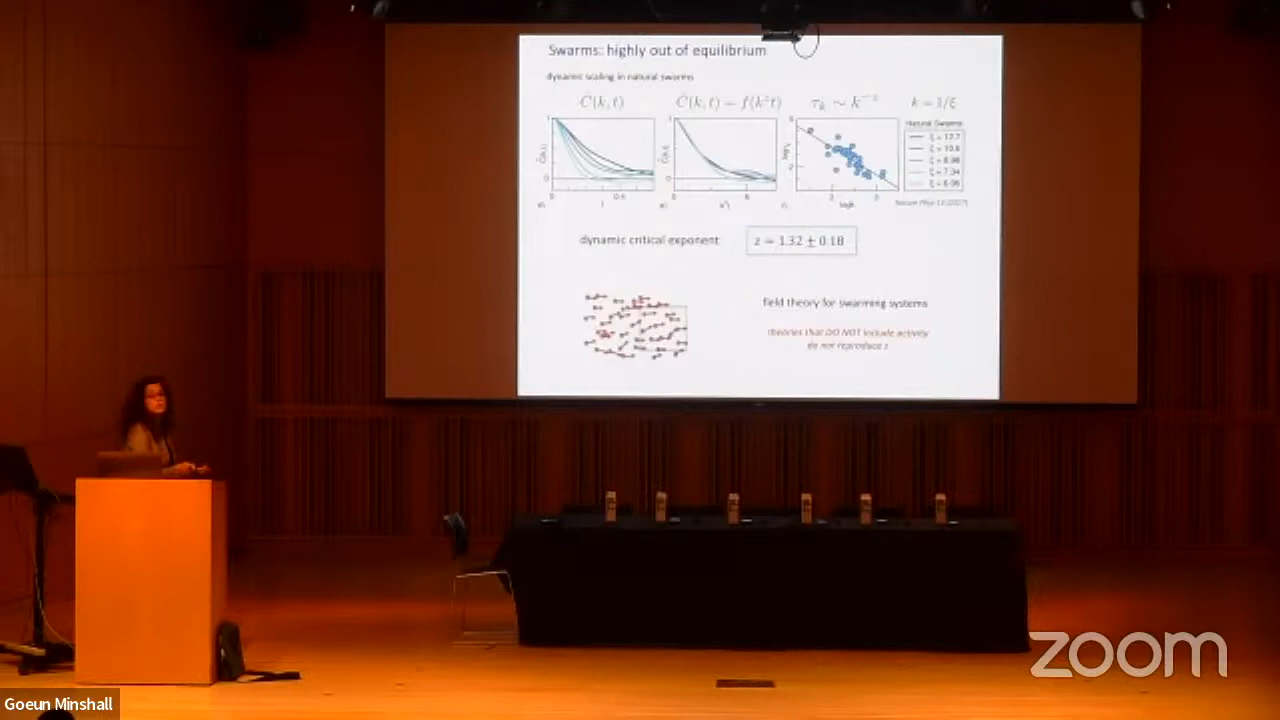 Swarms: highly out of equilibrium
dynamic scaling in natural swarms
C(k,t)
C(k,t) = f(k^z t)
τ_k ~ k^{-z}
k = 1/ξ
Natural Swarms
dynamic critical exponent
z = 1.32 ± 0.18
field theory for swarming systems
theories that DO NOT include activity
do not reproduce z
zoom
Goeun Minshall